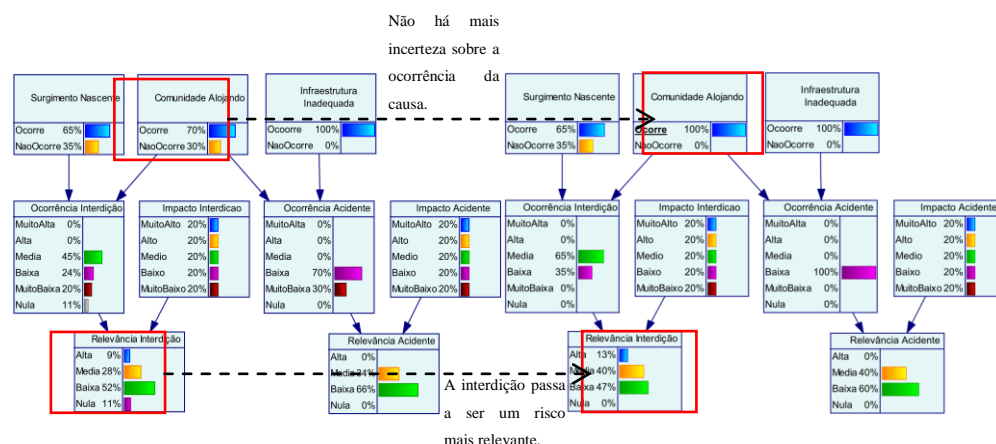 Não há mais
incerteza sobre a
ocorrência da
causa.
Surgimento Nascente
Ocorre 65%
NaoOcorre 35%
Comunidade Alojando
Ocorre 70%
NaoOcorre 30%
Infraestrutura
Inadequada
Ocoorre 100%
NaoOcorre 0%
Surgimento Nascente
Ocorre 65%
NaoOcorre 35%
Comunidade Alojando
Ocorre 100%
NaoOcorre 0%
Infraestrutura
Inadequada
Ocoorre 100%
NaoOcorre 0%
Ocorrência Interdição
MuitoAlta 0%
Alta 0%
Medio 45%
Baixa 24%
MuitoBaixa 20%
Nula 11%
Impacto Interdicao
MuitoAlto 20%
Alto 20%
Medio 20%
Baixo 20%
MuitoBaixo 20%
Ocorrência Acidente
MuitoAlta 0%
Alta 0%
Media 0%
Baixa 70%
MuitoBaixa 30%
Nula 0%
Impacto Acidente
MuitoAlto 20%
Alto 20%
Medio 20%
Baixo 20%
MuitoBaixo 20%
Ocorrência Interdição
MuitoAlta 0%
Alta 0%
Medio 65%
Baixa 35%
MuitoBaixa 0%
Nula 0%
Impacto Interdicao
MuitoAlto 20%
Alto 20%
Medio 20%
Baixo 20%
MuitoBaixo 20%
Ocorrência Acidente
MuitoAlta 0%
Alta 0%
Media 0%
Baixa 100%
MuitoBaixa 0%
Nula 0%
Impacto Acidente
MuitoAlto 20%
Alto 20%
Medio 20%
Baixo 20%
MuitoBaixo 20%
Relevância Interdição
Alta 9%
Media 28%
Baixa 52%
Nula 11%
Relevância Acidente
Alta 0%
Media 34%
Baixa 66%
Nula 0%
A interdição passa
a ser um risco
mais relevante.
Relevância Interdição
Alta 13%
Media 40%
Baixa 47%
Nula 0%
Relevância Acidente
Alta 0%
Media 40%
Baixa 60%
Nula 0%